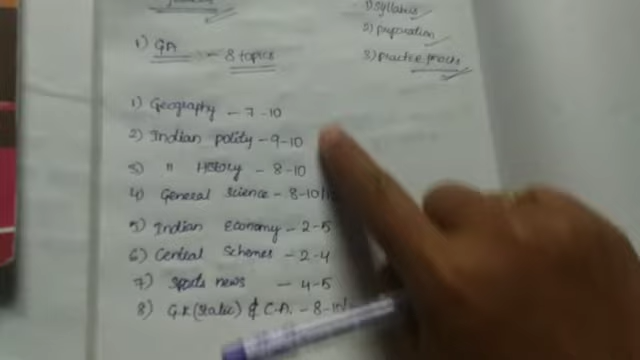 1) Syllabus
2) preparation
1) GA - 8 topics
3) practice mocks
1) Geography - 7-10
2) Indian polity - 9-10
3) " History - 8-10
4) General Science - 8-10/
5) Indian Economy - 2-5
6) Central Schemes - 2-4
7) Sports news - 4-5
8) G.K (Static) & C.A. - 8-10/